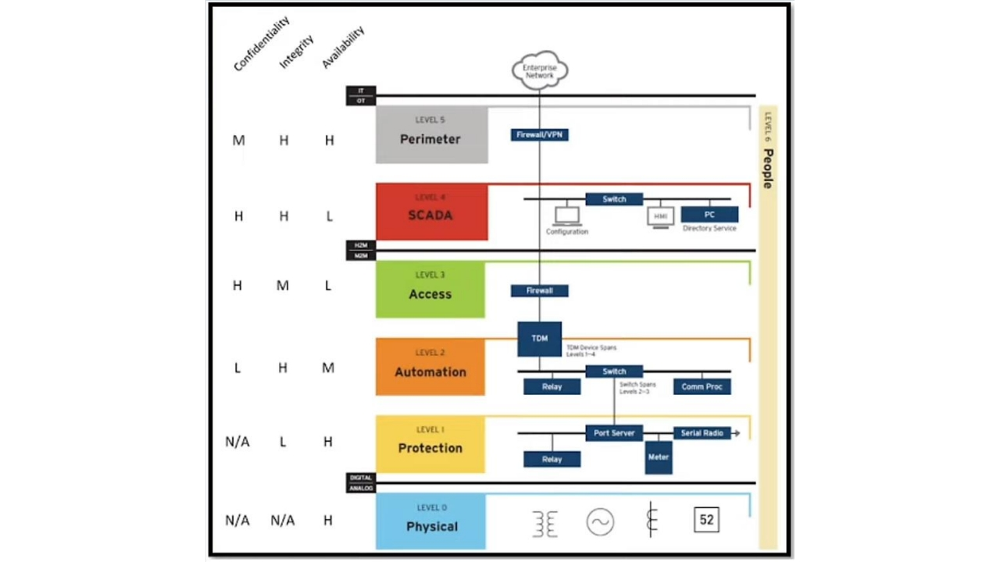 Confidentiality
Integrity
Availability
Enterprise
Network
IT
OT
LEVEL 5
Perimeter
M H H
Firewall/VPN
LEVEL 6 People
LEVEL 4
SCADA
H H L
Switch
HMI
PC
Configuration
Directory Service
H2M
M2M
LEVEL 3
Access
H M L
Firewall
TDM
TDM Device Spans
Levels 1–4
LEVEL 2
Automation
L H M
Switch
Relay
Switch Spans
Levels 2–3
Comm Proc
LEVEL 1
Protection
N/A L H
Port Server
Serial Radio
Relay
Meter
DIGITAL
ANALOG
LEVEL 0
Physical
N/A N/A H
52